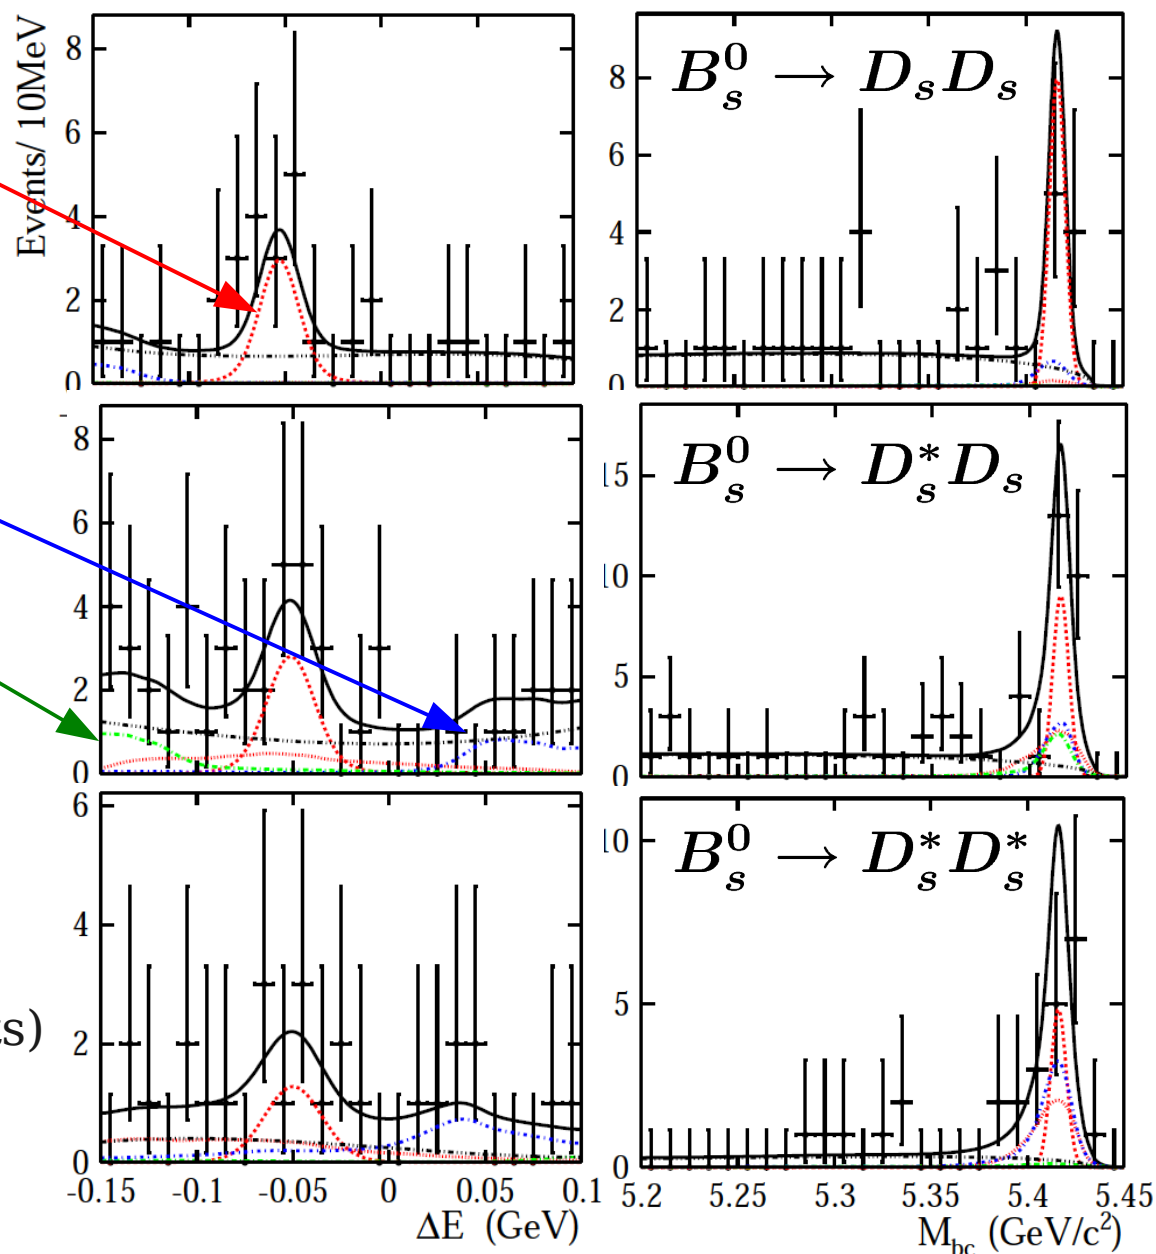 Events/ 10MeV
8
6
4
2
0
B_s^0 → D_s D_s
8
6
4
2
0
8
6
4
2
0
B_s^0 → D_s^* D_s
15
10
5
0
6
4
2
0
-0.15 -0.1 -0.05 0 0.05 0.1
ΔE (GeV)
B_s^0 → D_s^* D_s^*
10
5
0
5.2 5.25 5.3 5.35 5.4 5.45
M_bc (GeV/c²)
ts)